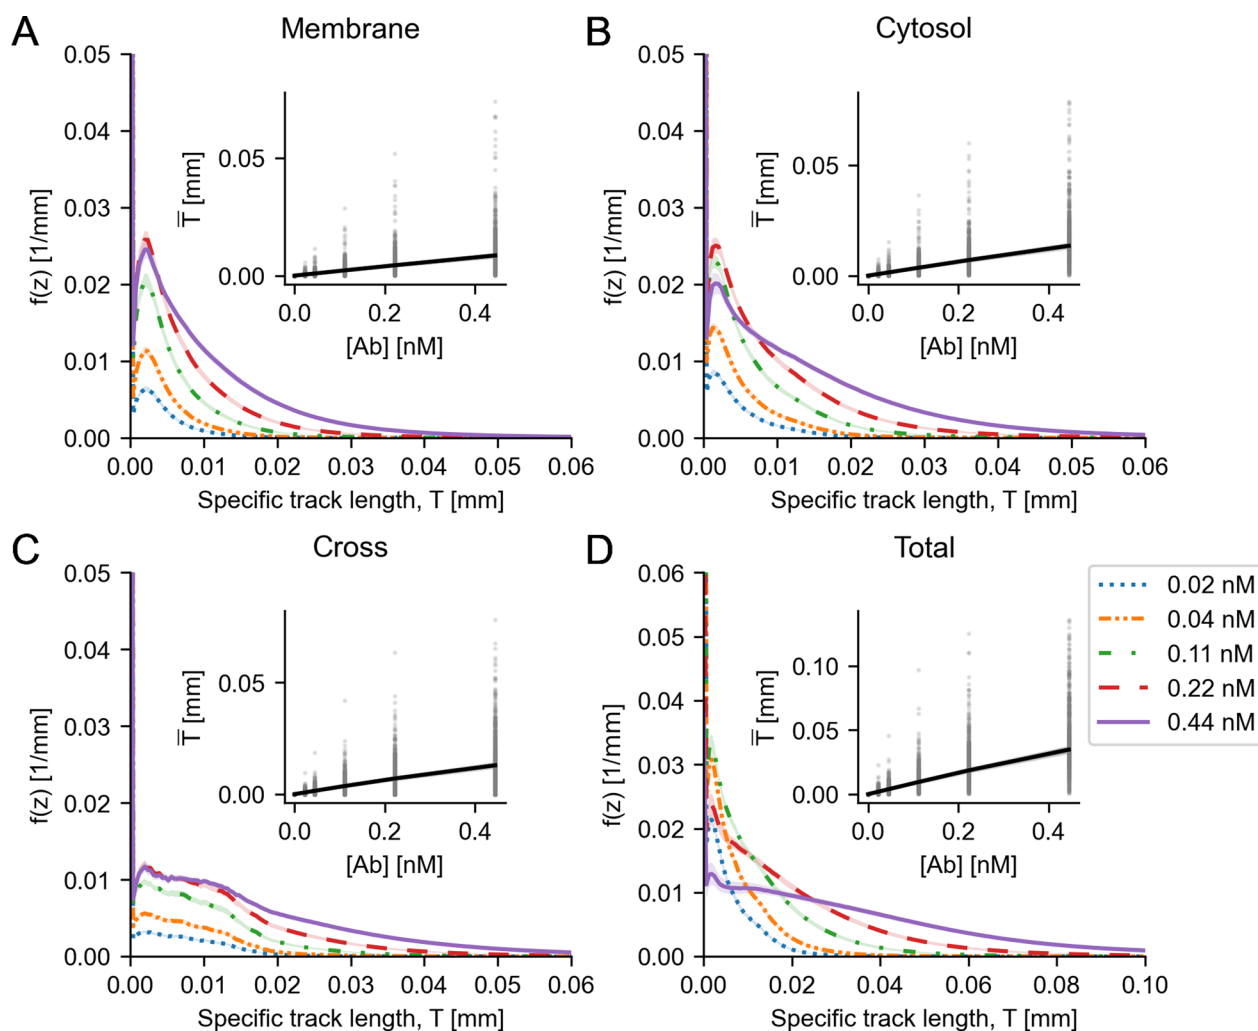 A
Membrane
0.05
0.04
0.03
0.02
0.01
0.00
f(z) [1/mm]
0.00 0.01 0.02 0.03 0.04 0.05 0.06
Specific track length, T [mm]
T̿ [mm]
0.05
0.00
0.0 0.2 0.4
[Ab] [nM]
B
Cytosol
0.05
0.04
0.03
0.02
0.01
0.00
f(z) [1/mm]
0.00 0.01 0.02 0.03 0.04 0.05 0.06
Specific track length, T [mm]
T̿ [mm]
0.05
0.00
0.0 0.2 0.4
[Ab] [nM]
C
Cross
0.05
0.04
0.03
0.02
0.01
0.00
f(z) [1/mm]
0.00 0.01 0.02 0.03 0.04 0.05 0.06
Specific track length, T [mm]
T̿ [mm]
0.05
0.00
0.0 0.2 0.4
[Ab] [nM]
D
Total
0.06
0.05
0.04
0.03
0.02
0.01
0.00
f(z) [1/mm]
0.00 0.02 0.04 0.06 0.08 0.10
Specific track length, T [mm]
T̿ [mm]
0.10
0.05
0.00
0.0 0.2 0.4
[Ab] [nM]
0.02 nM
0.04 nM
0.11 nM
0.22 nM
0.44 nM